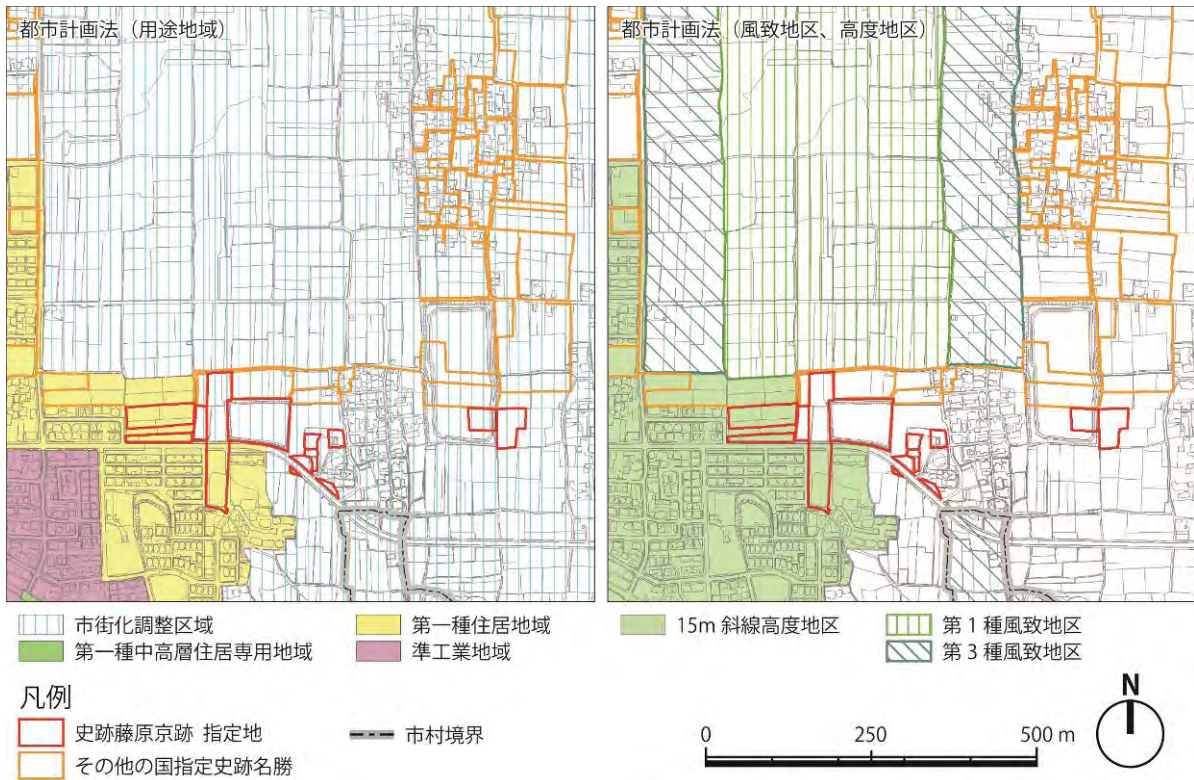 都市計画法（用途地域）
都市計画法（風致地区、高度地区）
市街化調整区域
第一種住居地域
第一種中高層住居専用地域
準工業地域
15m 斜線高度地区
第1種風致地区
第3種風致地区
凡例
史跡藤原京跡 指定地
市村境界
その他の国指定史跡名勝
0 250 500 m
N